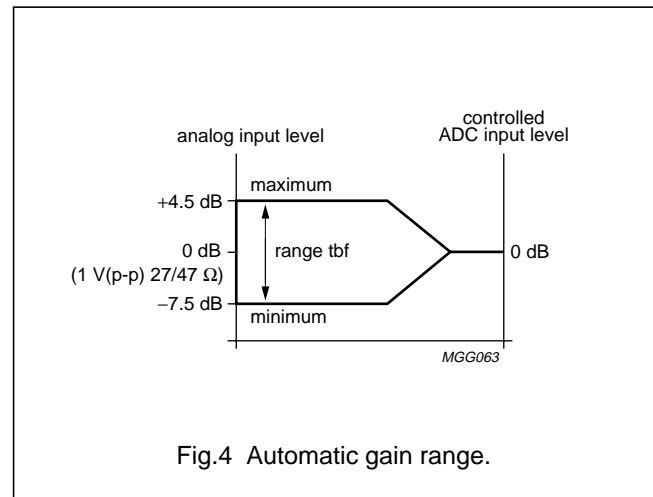 analog input level
controlled
ADC input level
+4.5 dB
maximum
0 dB
range tbf
0 dB
(1 V(p-p) 27/47 Ω)
−7.5 dB
minimum
MGG063
Fig.4 Automatic gain range.